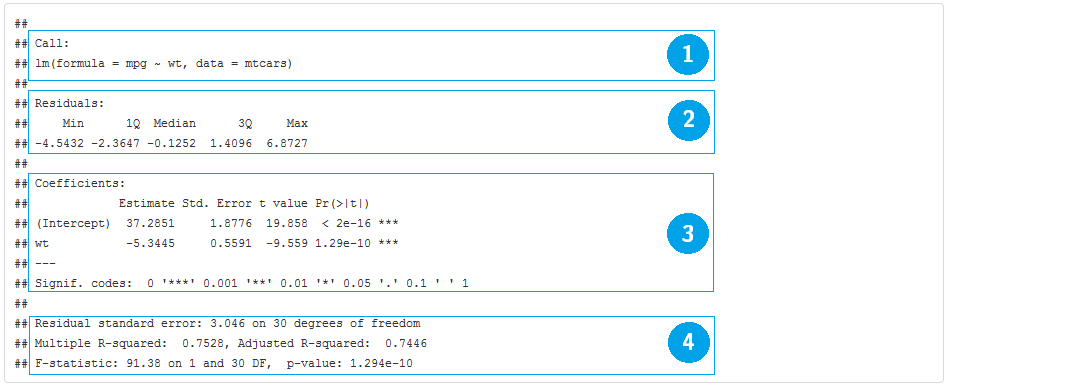 ##
## Call:
## lm(formula = mpg ~ wt, data = mtcars)
1
##
## Residuals:
##     Min      1Q  Median      3Q     Max
## -4.5432 -2.3647 -0.1252  1.4096  6.8727
2
##
## Coefficients:
##             Estimate Std. Error t value Pr(>|t|)
## (Intercept)  37.2851     1.8776  19.858  < 2e-16 ***
## wt           -5.3445     0.5591  -9.559 1.29e-10 ***
## ---
## Signif. codes:  0 '***' 0.001 '**' 0.01 '*' 0.05 '.' 0.1 ' ' 1
3
##
## Residual standard error: 3.046 on 30 degrees of freedom
## Multiple R-squared:  0.7528, Adjusted R-squared:  0.7446
## F-statistic: 91.38 on 1 and 30 DF,  p-value: 1.294e-10
4